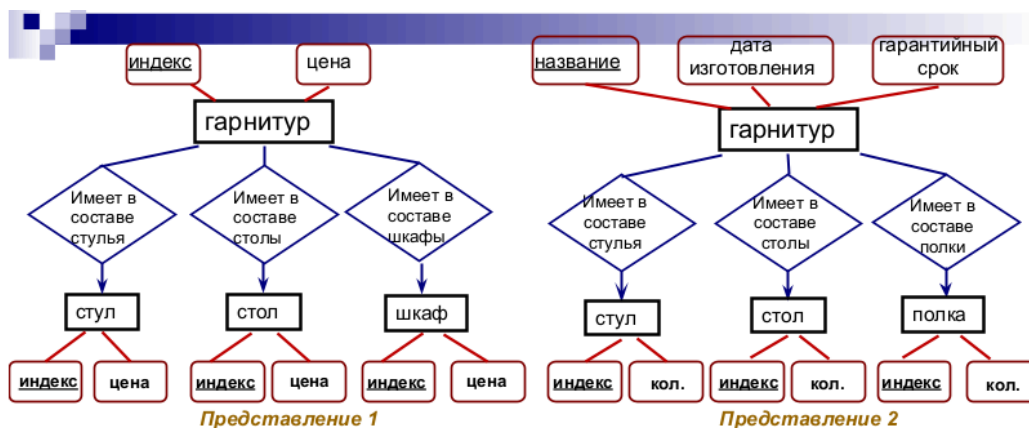 индекс
цена
гарнитур
Имеет в
составе
стулья
Имеет в
составе
столы
Имеет в
составе
шкафы
стул
стол
шкаф
индекс
цена
индекс
цена
индекс
цена
Представление 1
название
дата
изготовления
гарантийный
срок
гарнитур
Имеет в
составе
стулья
Имеет в
составе
столы
Имеет в
составе
полки
стул
стол
полка
индекс
кол.
индекс
кол.
индекс
кол.
Представление 2